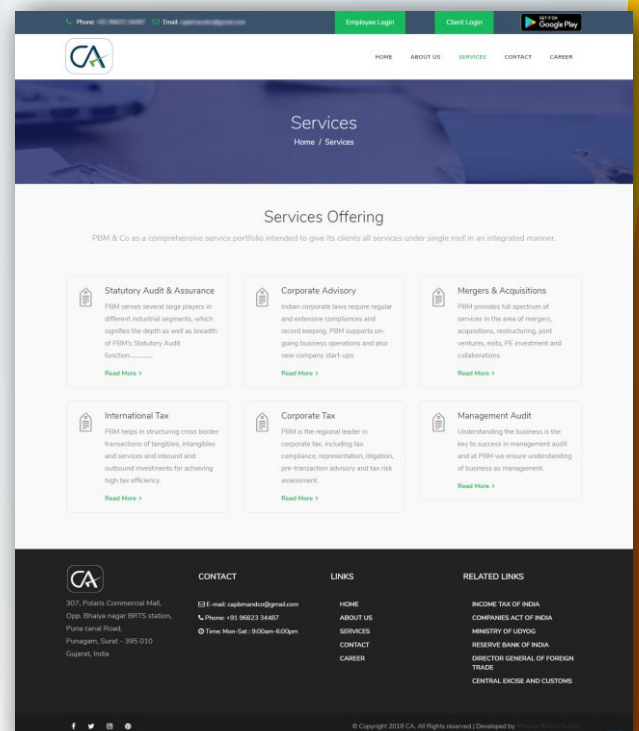 Phone:
Email:
Employee Login
Client Login
GET IT ON
Google Play
CA
HOME
ABOUT US
SERVICES
CONTACT
CAREER
Services
Home / Services
Services Offering
PBM & Co as a comprehensive service portfolio intended to give its clients all services under single roof in an integrated manner.
Statutory Audit & Assurance
PBM serves several large players in
different industrial segments, which
signifies the depth as well as breadth
of PBM's Statutory Audit
function..............
Read More >
Corporate Advisory
Indian corporate laws require regular
and extensive compliances and
record keeping. PBM supports on-
going business operations and also
new company start-ups.
Read More >
Mergers & Acquisitions
PBM provides full spectrum of
services in the area of mergers,
acquisitions, restructuring, joint
ventures, exits, PE investment and
collaborations.
Read More >
International Tax
PBM helps in structuring cross border
transactions of tangibles, intangibles
and services and inbound and
outbound investments for achieving
high tax efficiency.
Read More >
Corporate Tax
PBM is the regional leader in
corporate tax, including tax
compliance, representation, litigation,
pre-transaction advisory and tax risk
assessment.
Read More >
Management Audit
Understanding the business is the
key to success in management audit
and at PBM we ensure understanding
of business as management.
Read More >
CA
307, Polaris Commercial Mall,
Opp. Bhaiya nagar BRTS station,
Puna canal Road,
Punagam, Surat - 395 010
Gujarat, India
CONTACT
E-mail: capbmandco@gmail.com
Phone: +91 96623 34487
Time: Mon-Sat : 9:00am-6:00pm
LINKS
HOME
ABOUT US
SERVICES
CONTACT
CAREER
RELATED LINKS
INCOME TAX OF INDIA
COMPANIES ACT OF INDIA
MINISTRY OF UDYOG
RESERVE BANK OF INDIA
DIRECTOR GENERAL OF FOREIGN
TRADE
CENTRAL EXCISE AND CUSTOMS
© Copyright 2018 CA. All Rights reserved | Developed by